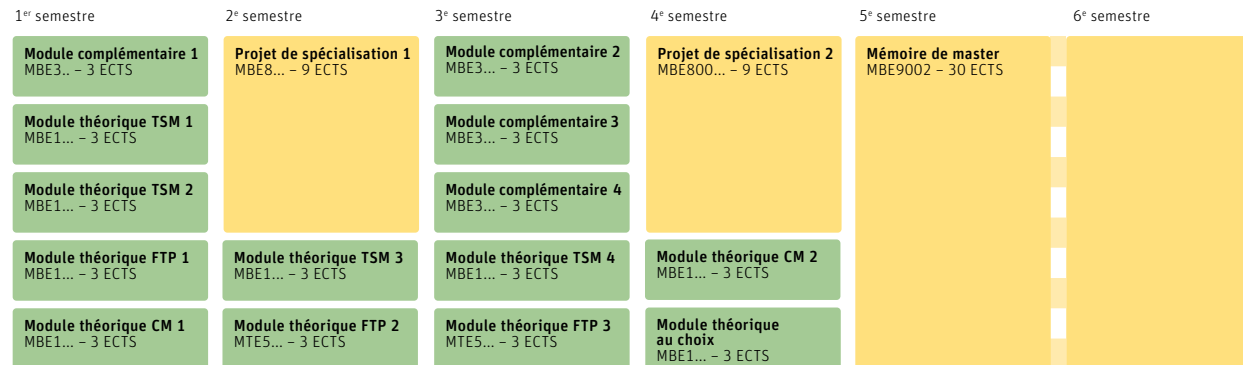 1er semestre
2e semestre
3e semestre
4e semestre
5e semestre
6e semestre
Module complémentaire 1
MBE3.. – 3 ECTS
Module théorique TSM 1
MBE1... – 3 ECTS
Module théorique TSM 2
MBE1... – 3 ECTS
Module théorique FTP 1
MBE1... – 3 ECTS
Module théorique CM 1
MBE1... – 3 ECTS
Projet de spécialisation 1
MBE8... – 9 ECTS
Module théorique TSM 3
MBE1... – 3 ECTS
Module théorique FTP 2
MTE5... – 3 ECTS
Module complémentaire 2
MBE3... – 3 ECTS
Module complémentaire 3
MBE3... – 3 ECTS
Module complémentaire 4
MBE3... – 3 ECTS
Module théorique TSM 4
MBE1... – 3 ECTS
Module théorique FTP 3
MTE5... – 3 ECTS
Projet de spécialisation 2
MBE800... – 9 ECTS
Module théorique CM 2
MBE1... – 3 ECTS
Module théorique
au choix
MBE1... – 3 ECTS
Mémoire de master
MBE9002 – 30 ECTS